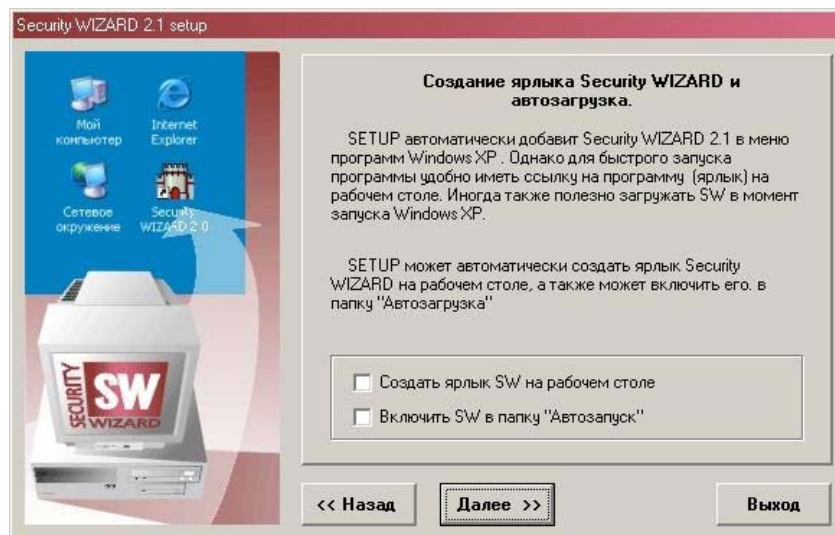 Security WIZARD 2.1 setup
Мой
компьютер
Internet
Explorer
Сетевое
окружение
Security
WIZARD 2.0
SECURITY
SW
WIZARD
Создание ярлыка Security WIZARD и
автозагрузка.
SETUP автоматически добавит Security WIZARD 2.1 в меню
программ Windows XP . Однако для быстрого запуска
программы удобно иметь ссылку на программу (ярлык) на
рабочем столе. Иногда также полезно загружать SW в момент
запуска Windows XP.
SETUP может автоматически создать ярлык Security
WIZARD на рабочем столе, а также может включить его. в
папку "Автозагрузка"
Создать ярлык SW на рабочем столе
Включить SW в папку "Автозапуск"
<< Назад
Далее >>
Выход